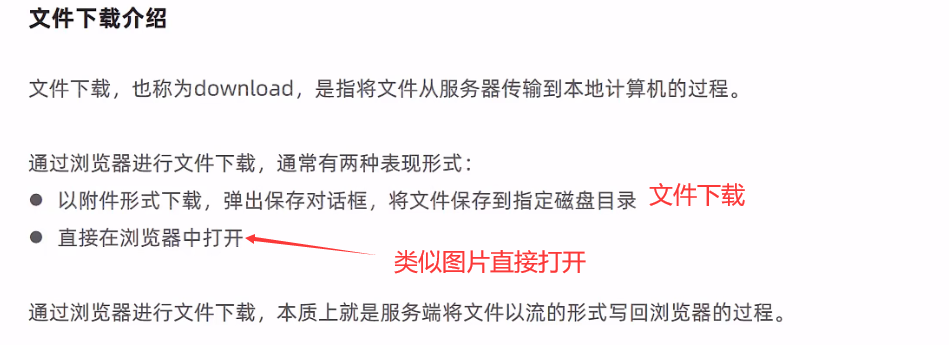 文件下载介绍
文件下载，也称为download，是指将文件从服务器传输到本地计算机的过程。
通过浏览器进行文件下载，通常有两种表现形式：
● 以附件形式下载，弹出保存对话框，将文件保存到指定磁盘目录 文件下载
● 直接在浏览器中打开
类似图片直接打开
通过浏览器进行文件下载，本质上就是服务端将文件以流的形式写回浏览器的过程。